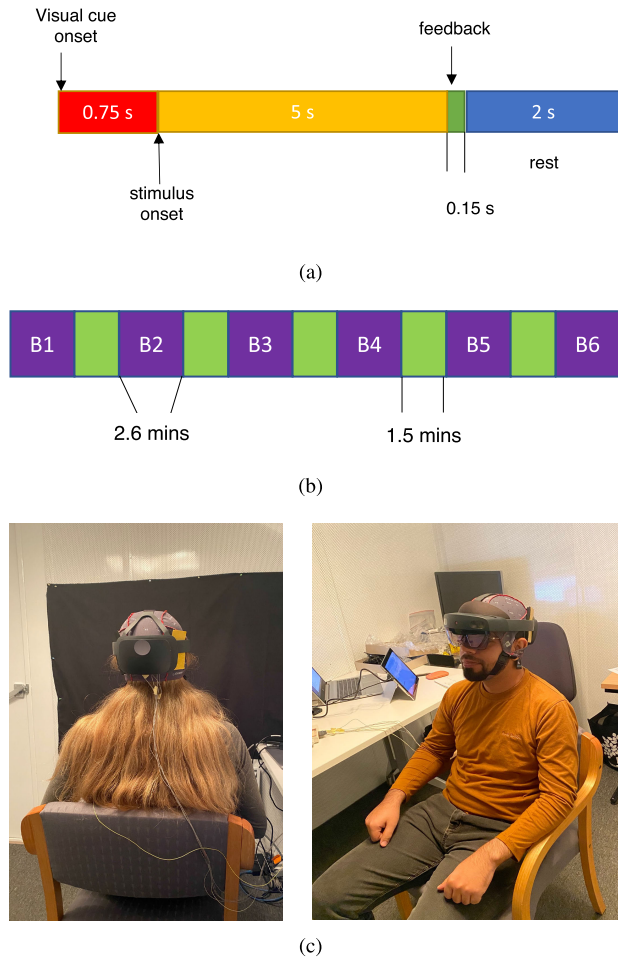 Visual cue
onset
feedback
0.75 s
5 s
2 s
stimulus
onset
rest
0.15 s
(a)
B1
B2
B3
B4
B5
B6
2.6 mins
1.5 mins
(b)
(c)